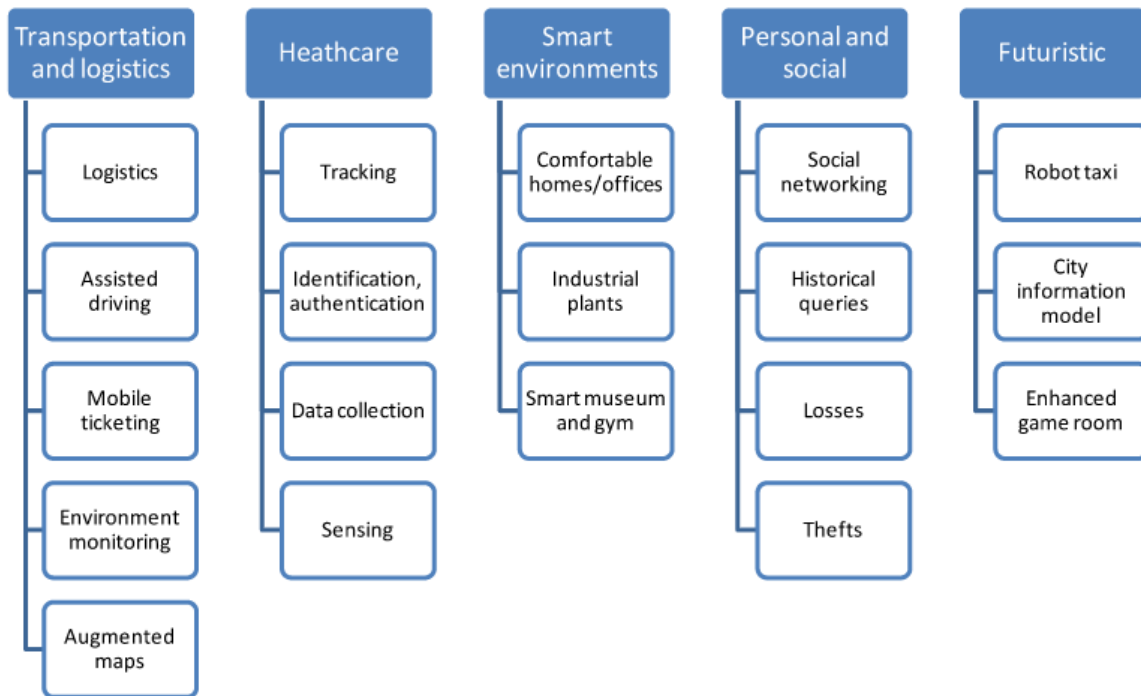 Transportation
and logistics
Logistics
Assisted
driving
Mobile
ticketing
Environment
monitoring
Augmented
maps
Heathcare
Tracking
Identification,
authentication
Data collection
Sensing
Smart
environments
Comfortable
homes/offices
Industrial
plants
Smart museum
and gym
Personal and
social
Social
networking
Historical
queries
Losses
Thefts
Futuristic
Robot taxi
City
information
model
Enhanced
game room